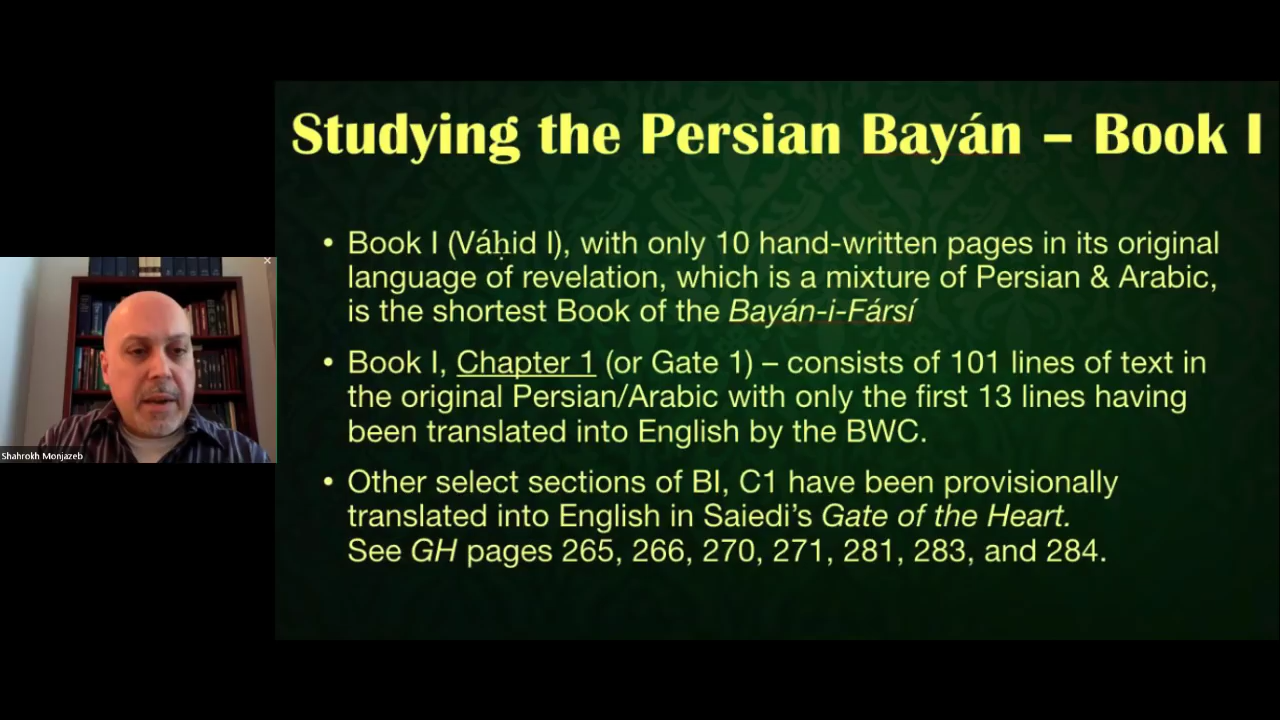 Studying the Persian Bayán – Book I
• Book I (Váḥid I), with only 10 hand-written pages in its original
language of revelation, which is a mixture of Persian & Arabic,
is the shortest Book of the Bayán-i-Fársí
• Book I, Chapter 1 (or Gate 1) – consists of 101 lines of text in
the original Persian/Arabic with only the first 13 lines having
been translated into English by the BWC.
• Other select sections of BI, C1 have been provisionally
translated into English in Saiedi’s Gate of the Heart.
See GH pages 265, 266, 270, 271, 281, 283, and 284.
Shahrokh Monjazeb